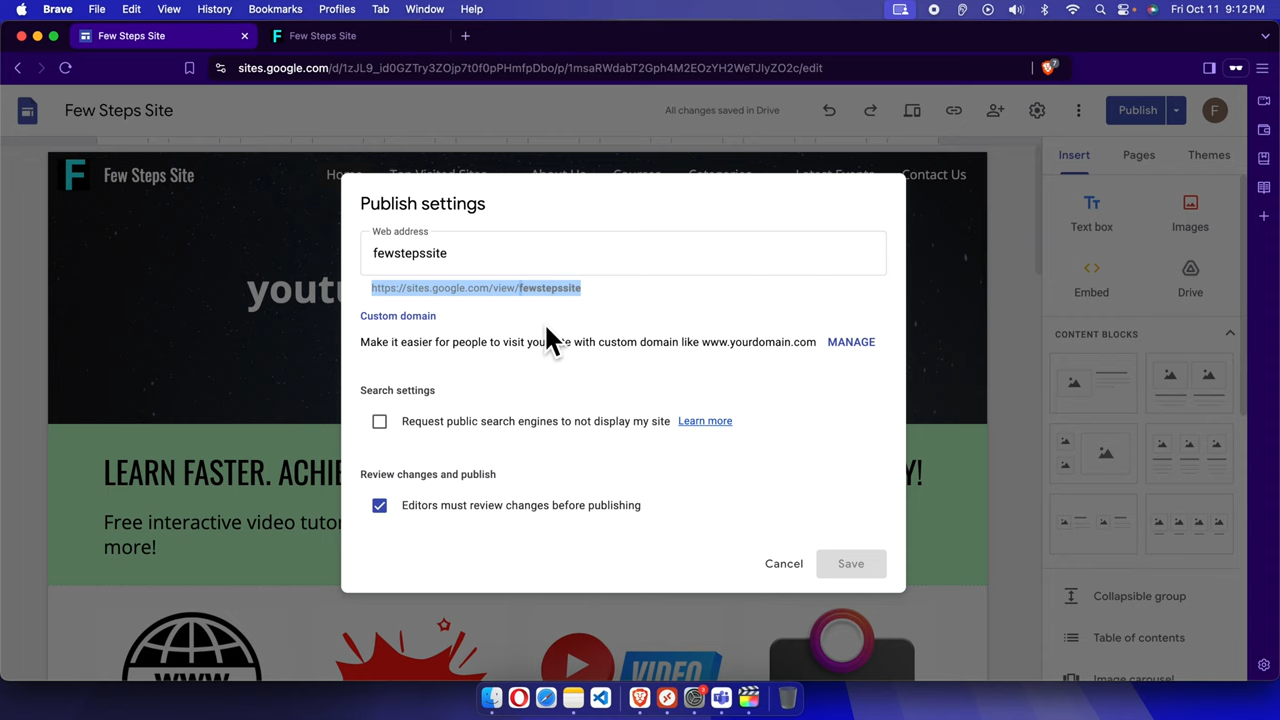 Brave File Edit View History Bookmarks Profiles Tab Window Help Fri Oct 11 9:12 PM
Few Steps Site
F Few Steps Site
sites.google.com/d/1zJL9_id0GZTry3ZOjp7t0f0pPHmfpDbo/p/1msaRWdabT2Gph4M2EOzYH2WeTJlyZO2c/edit
7
Few Steps Site
All changes saved in Drive
Publish
F
F Few Steps Site
Contact Us
Insert Pages Themes
Publish settings
Web address
fewstepssite
https://sites.google.com/view/fewstepssite
Custom domain
Make it easier for people to visit your site with custom domain like www.yourdomain.com MANAGE
Search settings
Request public search engines to not display my site Learn more
Review changes and publish
Editors must review changes before publishing
Cancel Save
Tt
Text box
Images
Embed
Drive
CONTENT BLOCKS
Collapsible group
Table of contents
LEARN FASTER. ACHIE
Y!
Free interactive video tutor
more!
WWW
VIDEO
3